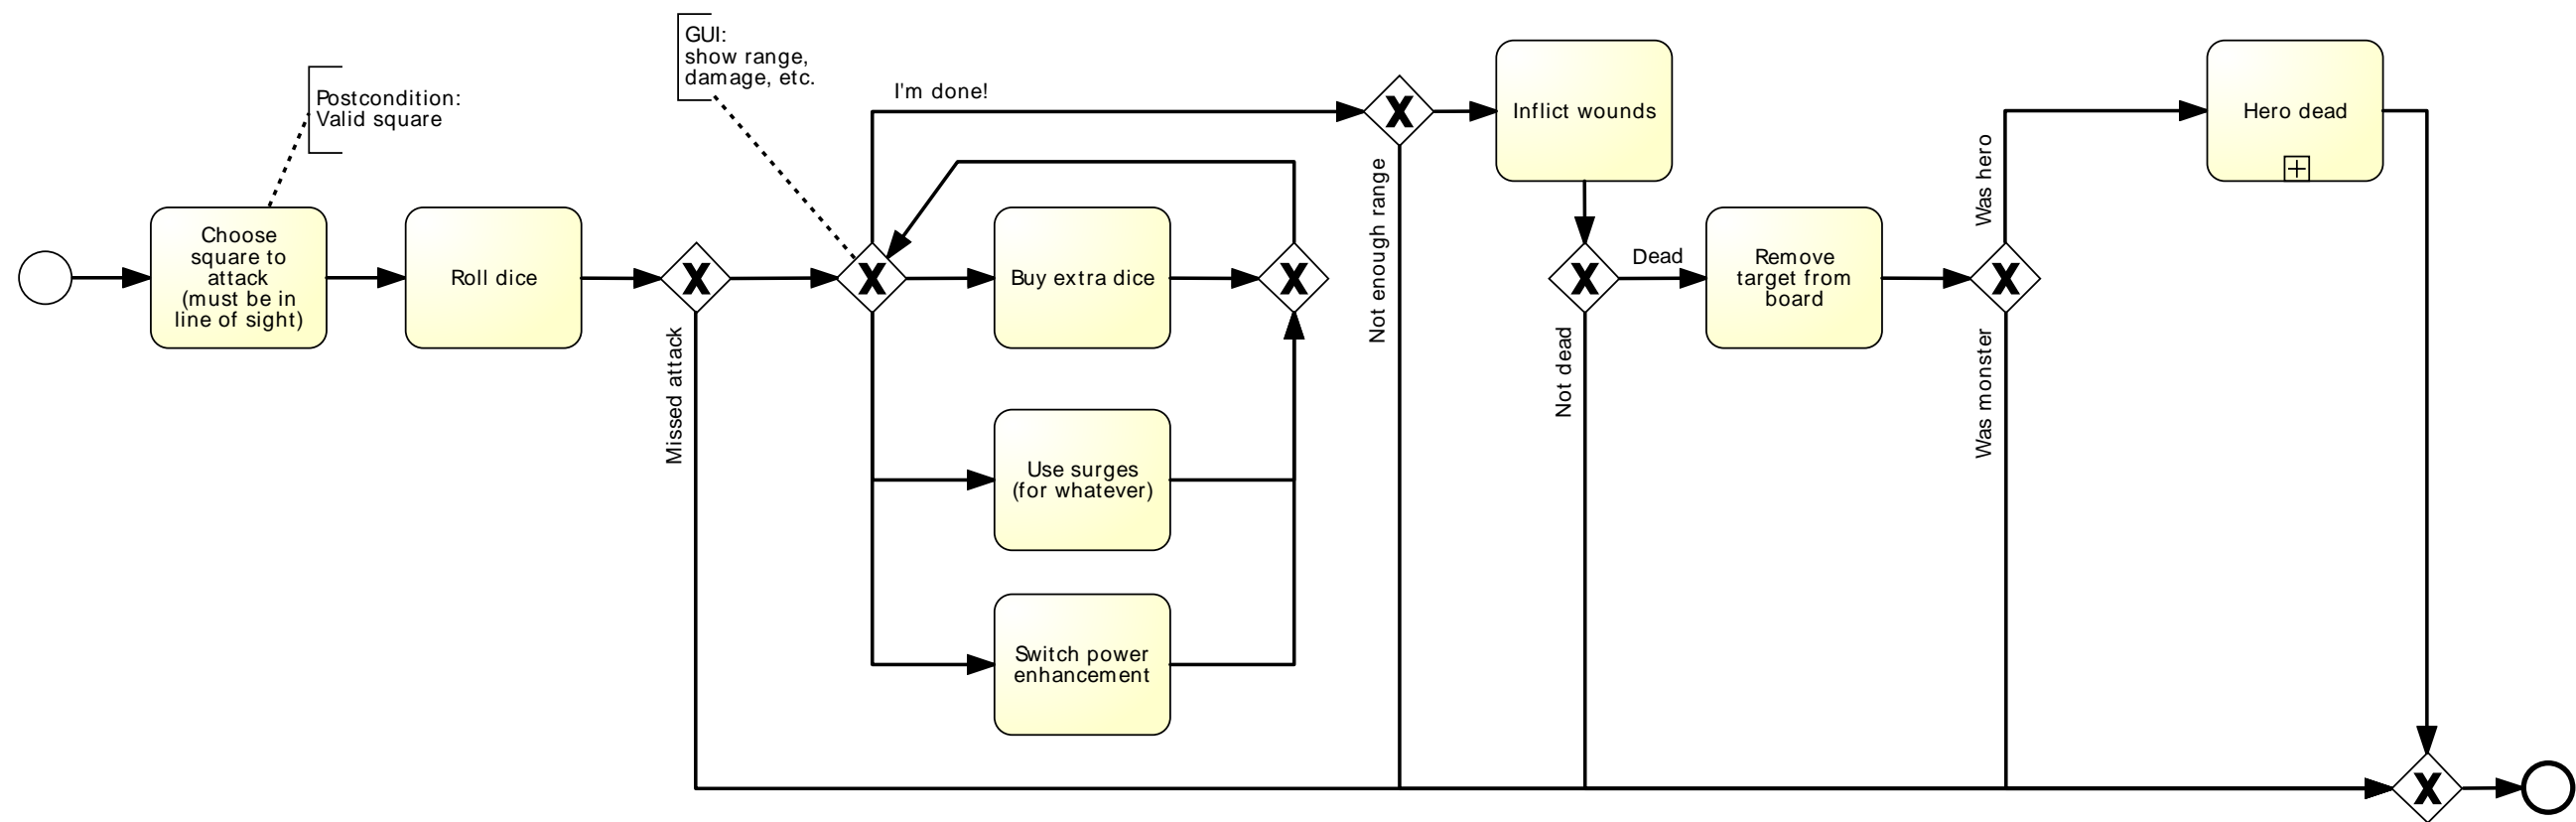 GUI:
show range,
damage, etc.
Postcondition:
Valid square
I'm done!
Inflict wounds
Hero dead
Choose
square to
attack
(must be in
line of sight)
Roll dice
Missed attack
Buy extra dice
Not enough range
Dead
Not dead
Remove
target from
board
Was hero
Was monster
Use surges
(for whatever)
Switch power
enhancement